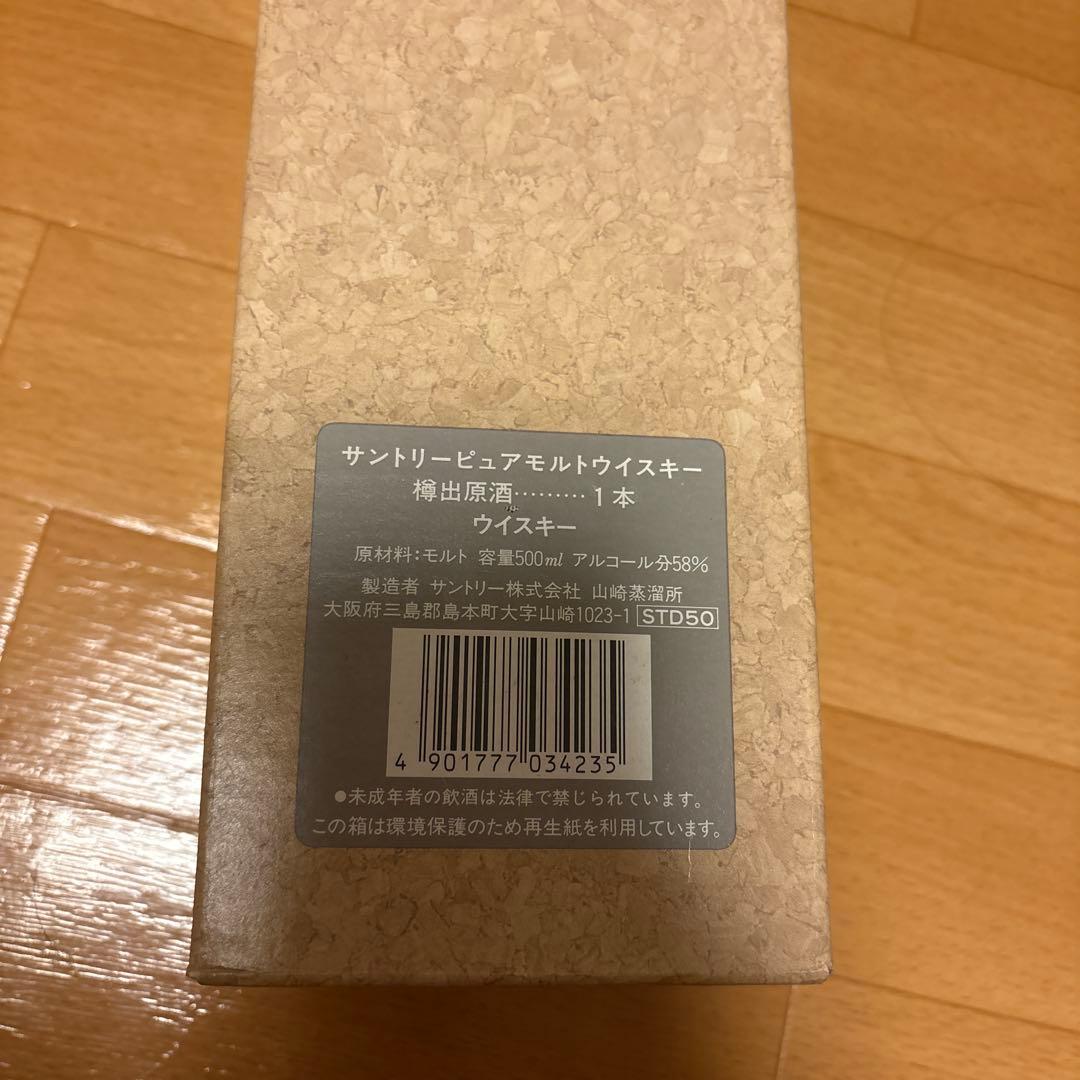 サントリーピュアモルトウイスキー
樽出原酒………1本
ウイスキー
原材料:モルト 容量500ml アルコール分58%
製造者 サントリー株式会社 山崎蒸溜所
大阪府三島郡島本町大字山崎1023-1 STD50
4 901777 034235
●未成年者の飲酒は法律で禁じられています。
この箱は環境保護のため再生紙を利用しています。